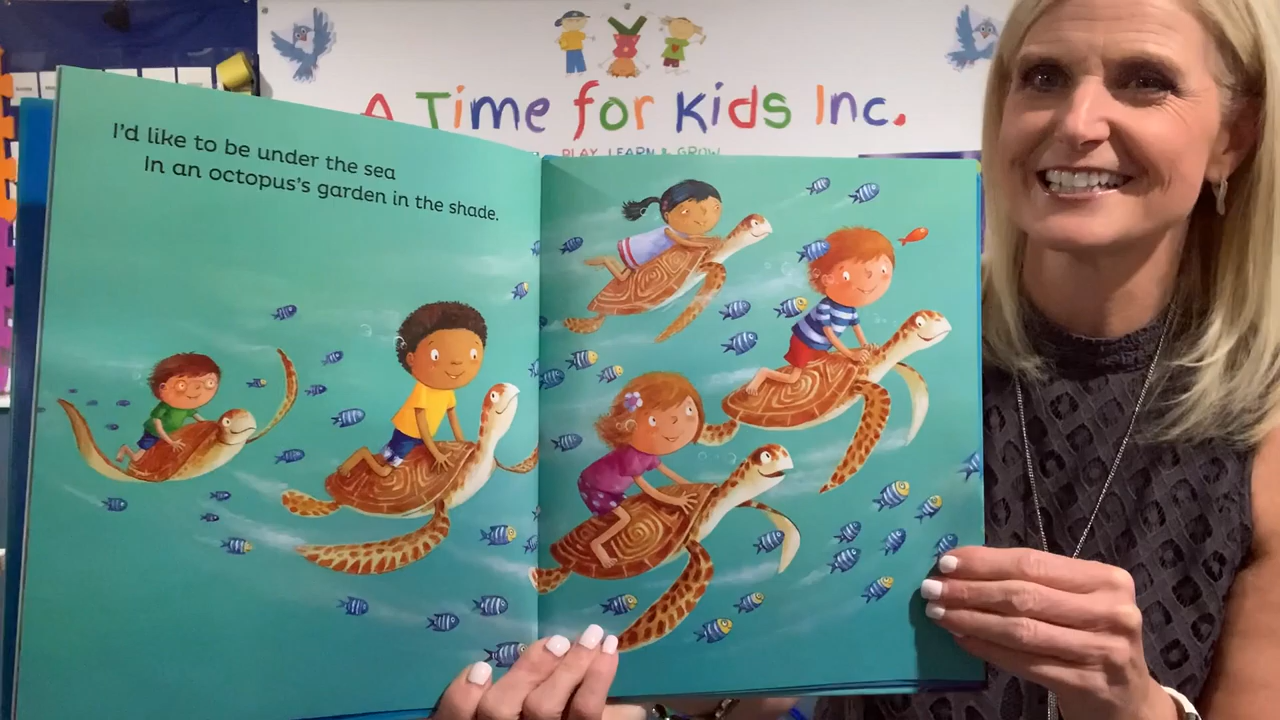 A Time for Kids Inc.
PLAY, LEARN & GROW
I'd like to be under the sea
In an octopus's garden in the shade.